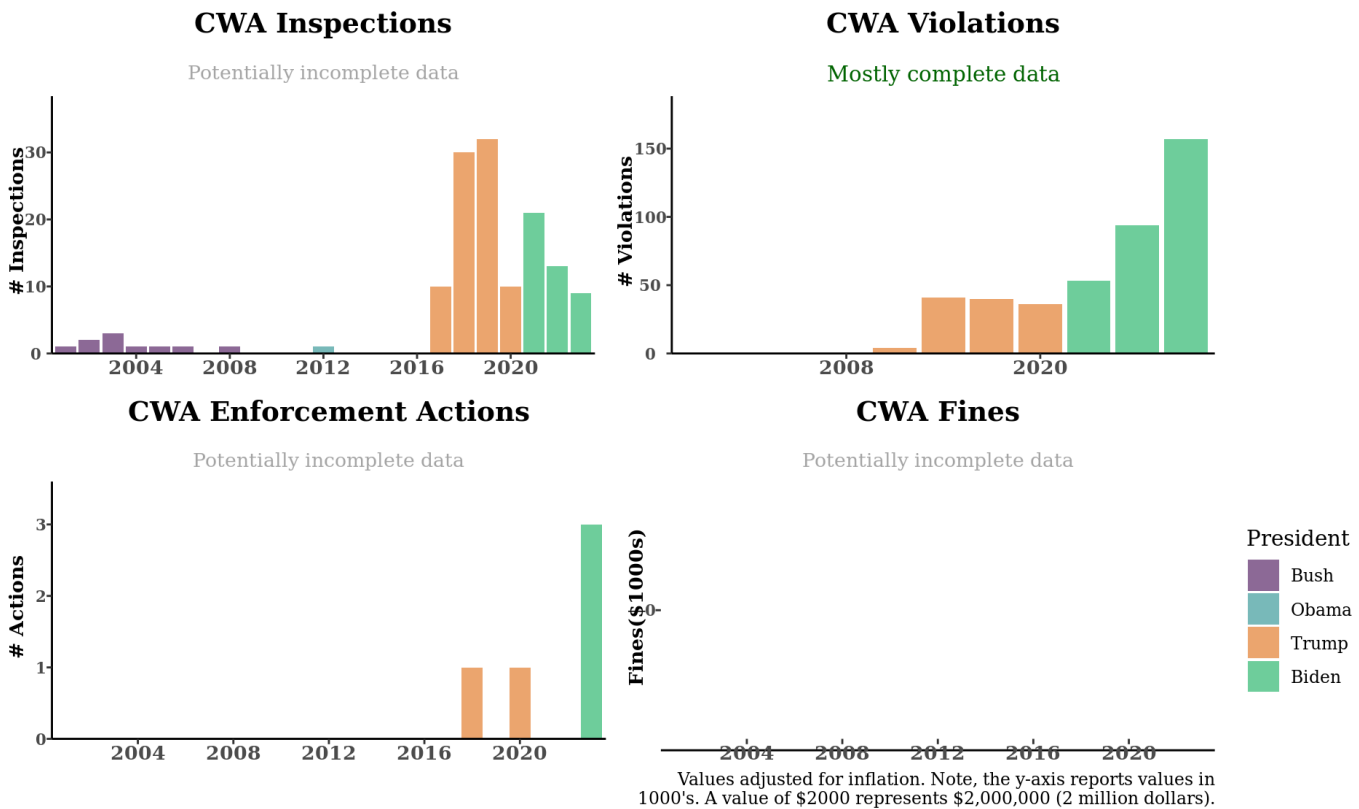 CWA Inspections
Potentially incomplete data
# Inspections
30
20
10
0
2004 2008 2012 2016 2020
CWA Violations
Mostly complete data
# Violations
150
100
50
0
2008 2020
CWA Enforcement Actions
Potentially incomplete data
# Actions
3
2
1
0
2004 2008 2012 2016 2020
CWA Fines
Potentially incomplete data
Fines($1000s)
$0
2004 2008 2012 2016 2020
Values adjusted for inflation. Note, the y-axis reports values in
1000's. A value of $2000 represents $2,000,000 (2 million dollars).
President
Bush
Obama
Trump
Biden